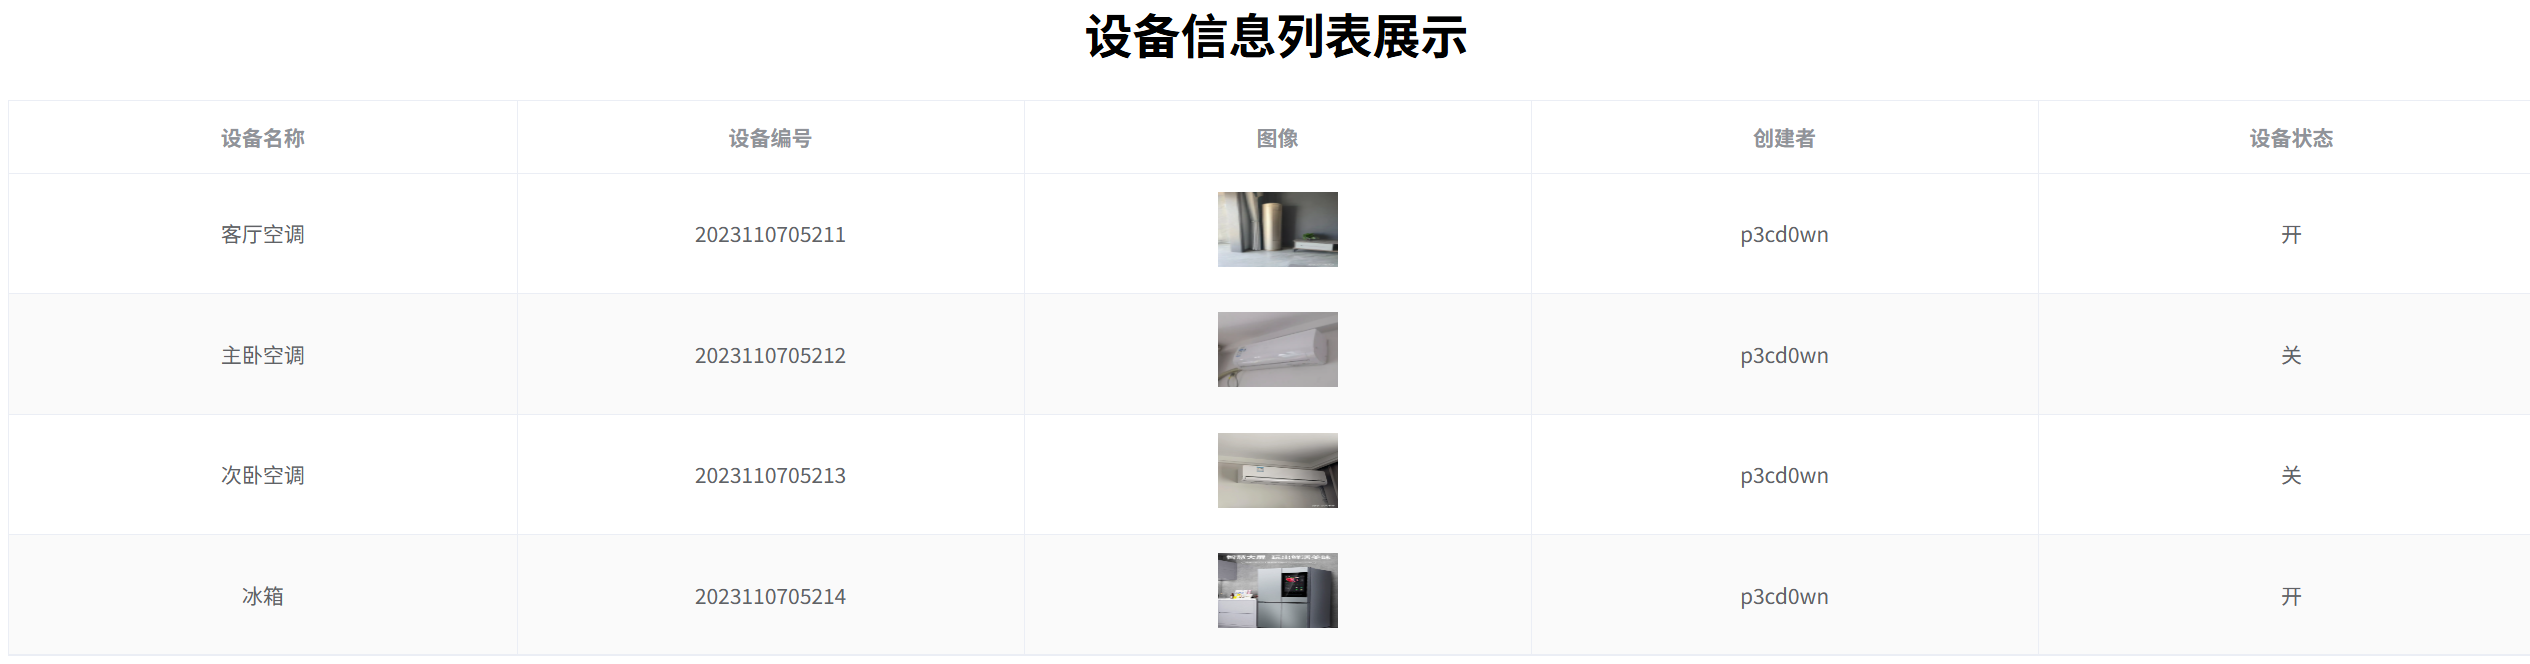 设备信息列表展示
设备名称 设备编号 图像 创建者 设备状态
客厅空调 2023110705211 p3cd0wn 开
主卧空调 2023110705212 p3cd0wn 关
次卧空调 2023110705213 p3cd0wn 关
冰箱 2023110705214 p3cd0wn 开